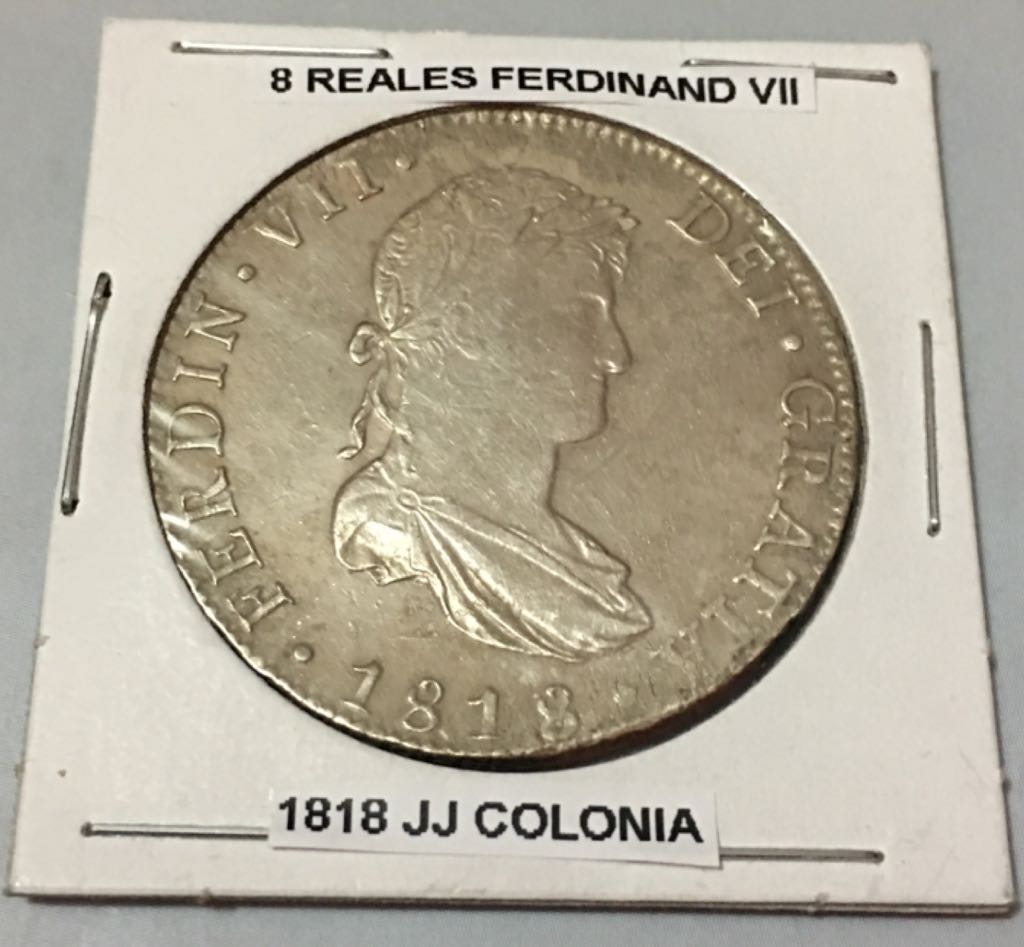 8 REALES FERDINAND VII
· FERDIN · VII · DEI · GRATIA ·
1818
1818 JJ COLONIA